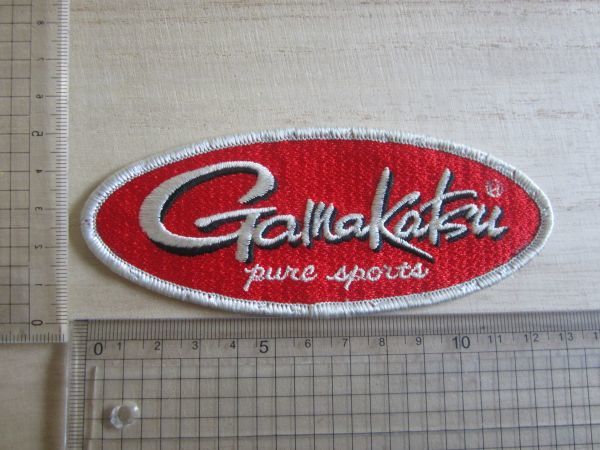 Gamakatsu ®
pure sports
0 1 2 3 4 5 6 7 8 9 10 11 12 13